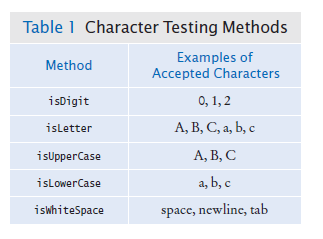 Table 1 Character Testing Methods
Method
Examples of
Accepted Characters
isDigit
0, 1, 2
isLetter
A, B, C, a, b, c
isUpperCase
A, B, C
isLowerCase
a, b, c
isWhiteSpace
space, newline, tab